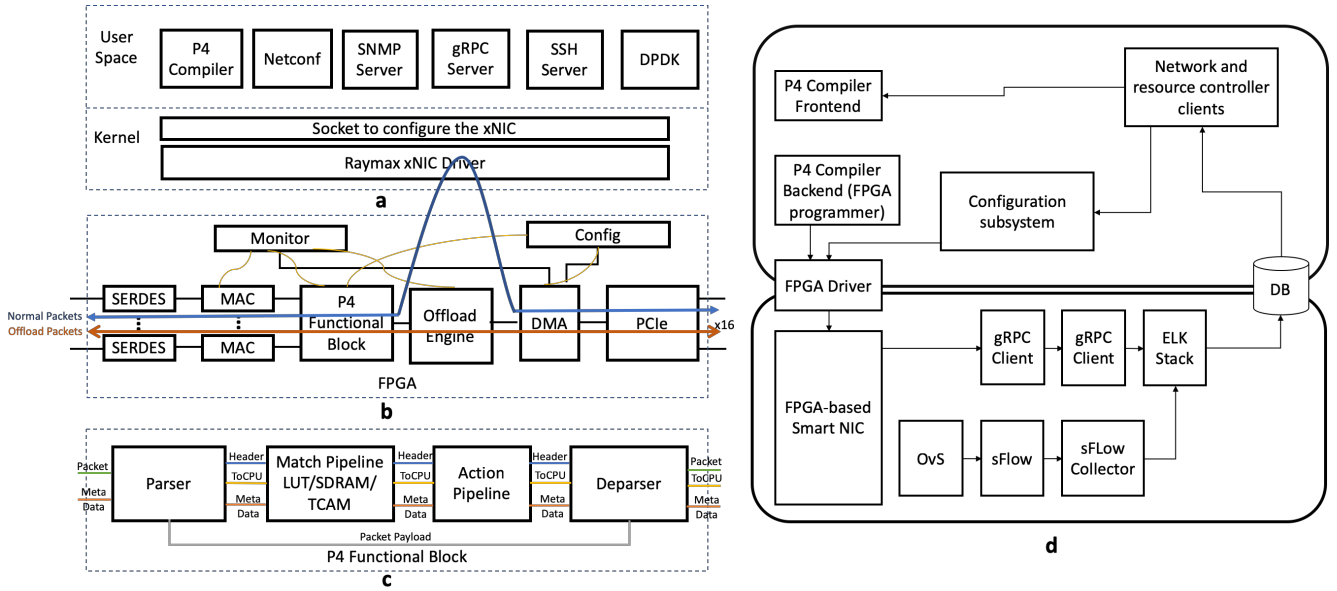 User
Space
P4
Compiler
Netconf
SNMP
Server
gRPC
Server
SSH
Server
DPDK
Kernel
Socket to configure the xNIC
Raymax xNIC Driver
a
Monitor
Config
SERDES
MAC
P4
Functional
Block
Offload
Engine
DMA
PCIe
Normal Packets
Offload Packets
x16
SERDES
MAC
FPGA
b
Packet
Meta
Data
Parser
Header
ToCPU
Meta
Data
Match Pipeline
LUT/SDRAM/
TCAM
Header
ToCPU
Meta
Data
Action
Pipeline
Header
ToCPU
Meta
Data
Deparser
Packet
ToCPU
Meta
Data
Packet Payload
P4 Functional Block
c
P4 Compiler
Frontend
Network and
resource controller
clients
P4 Compiler
Backend (FPGA
programmer)
Configuration
subsystem
FPGA Driver
DB
FPGA-based
Smart NIC
gRPC
Client
gRPC
Client
ELK
Stack
OvS
sFlow
sFLow
Collector
d